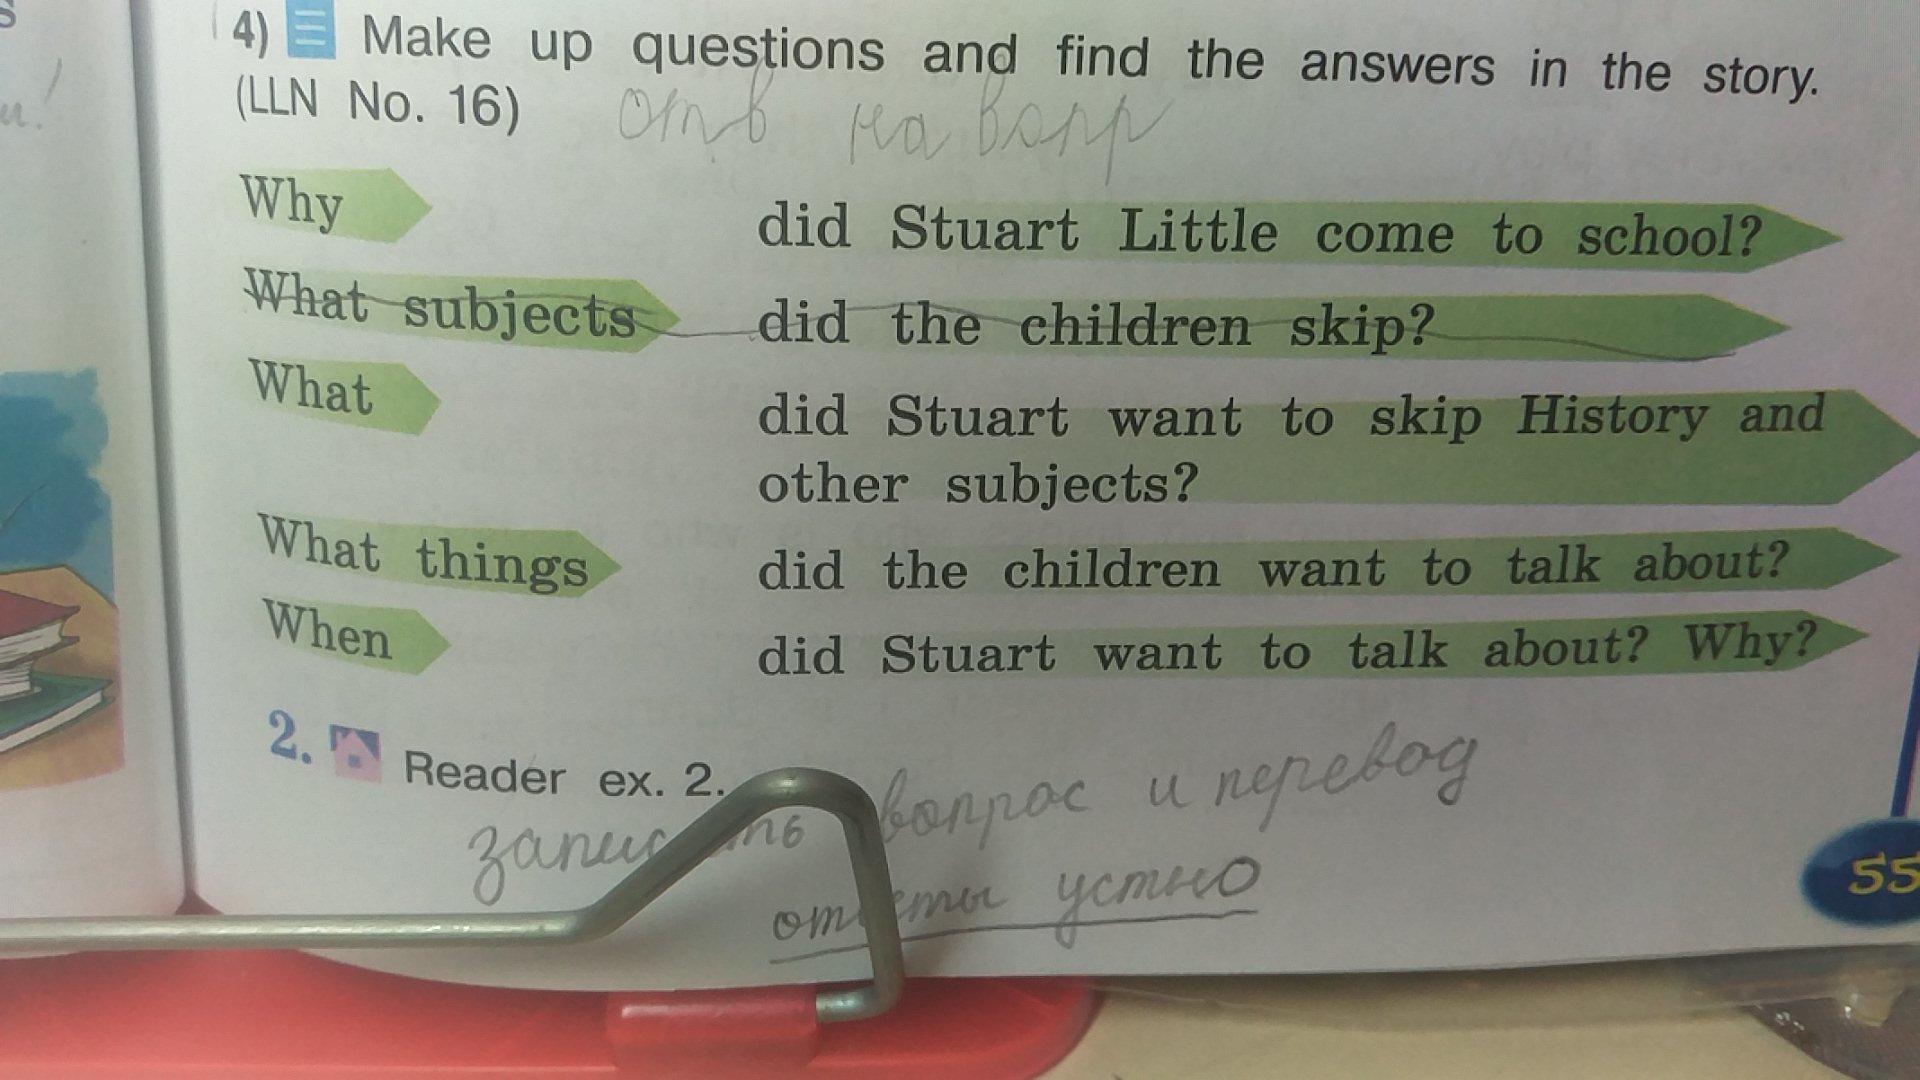 4) Make up questions and find the answers in the story.
(LLN No. 16) отв на вопр
Why did Stuart Little come to school?
What subjects did the children skip?
What did Stuart want to skip History and
other subjects?
What things did the children want to talk about?
When did Stuart want to talk about? Why?
2. Reader ex. 2.
вопрос и перевод
устно
55